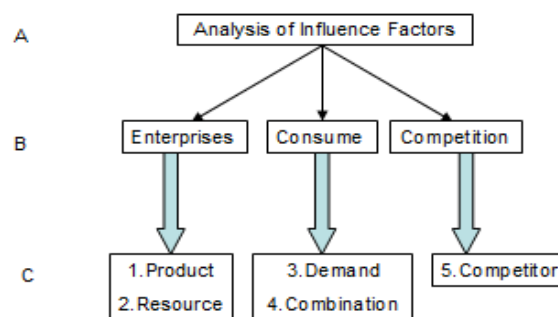 A
Analysis of Influence Factors
B
Enterprises
Consume
Competition
C
1.Product
2.Resource
3.Demand
4.Combination
5.Competitor